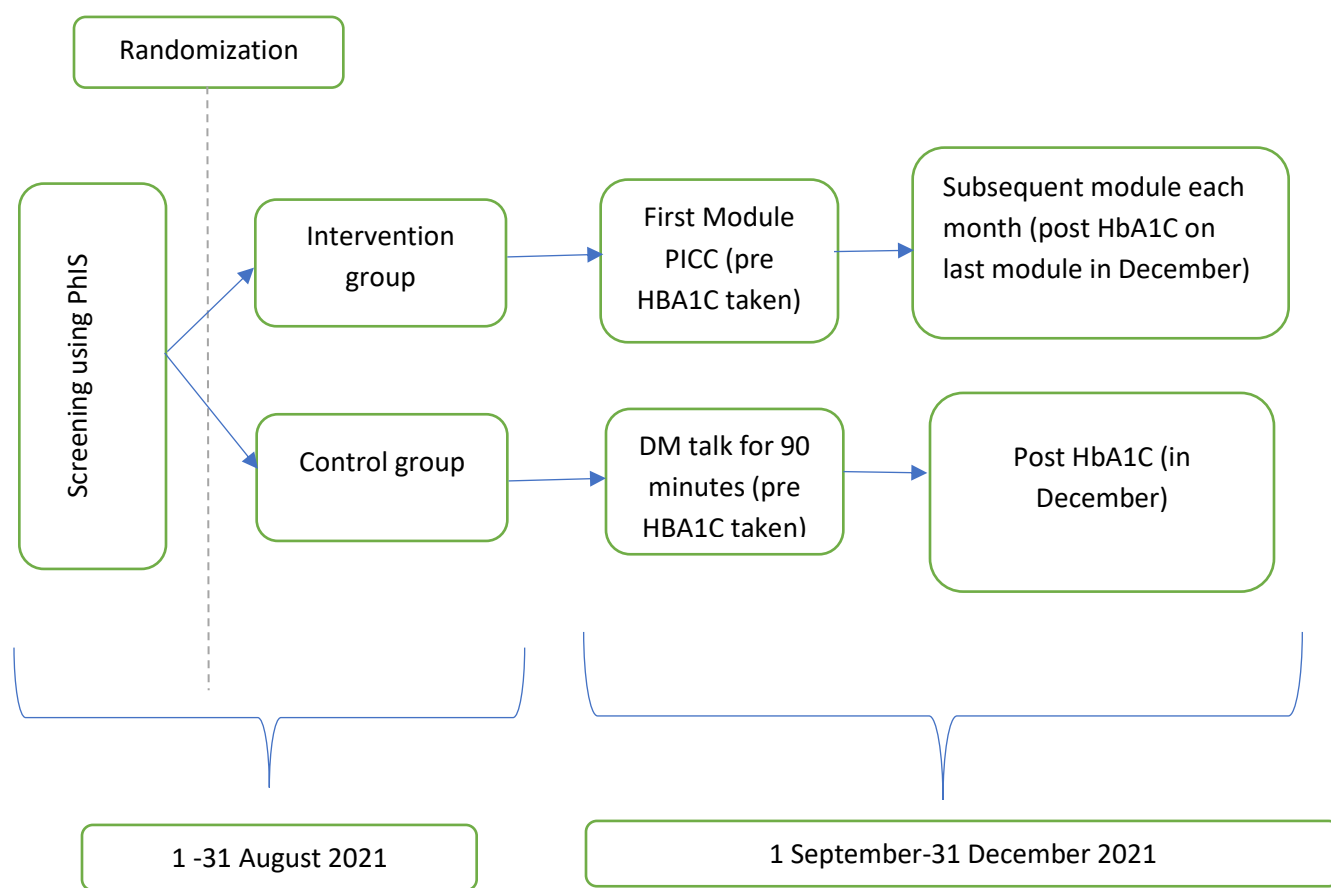 Randomization
Screening using PhIS
Intervention
group
First Module
PICC (pre
HBA1C taken)
Subsequent module each
month (post HbA1C on
last module in December)
Control group
DM talk for 90
minutes (pre
HBA1C taken)
Post HbA1C (in
December)
1 -31 August 2021
1 September-31 December 2021